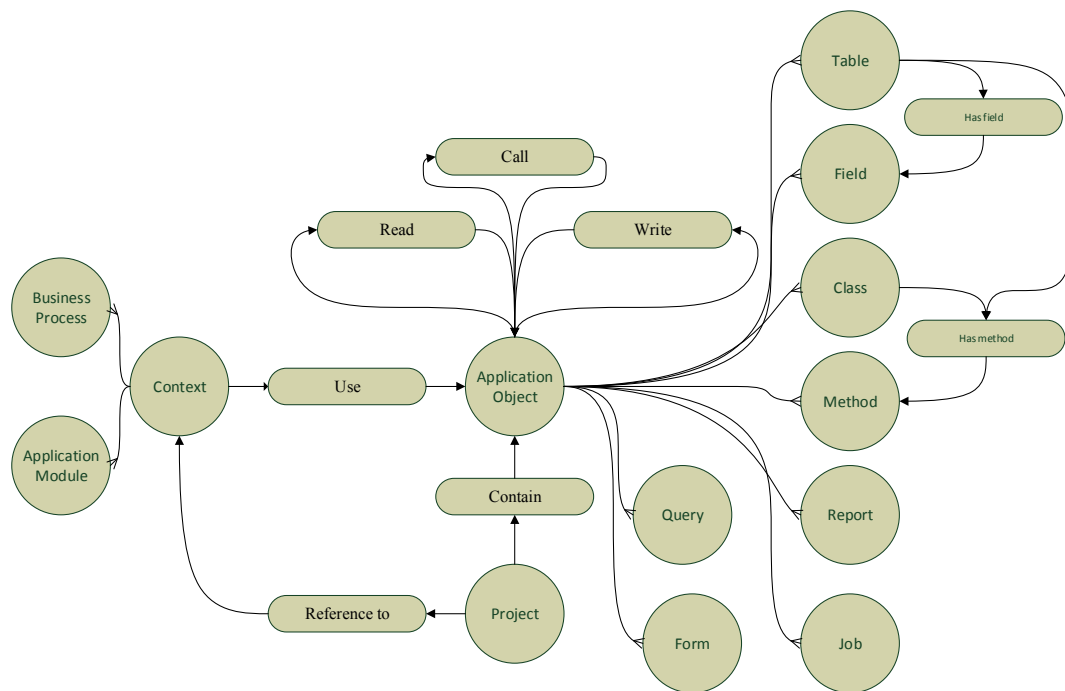 Table
Has field
Call
Field
Read
Write
Business
Process
Class
Has method
Context
Use
Application
Object
Method
Application
Module
Contain
Query
Report
Reference to
Project
Form
Job